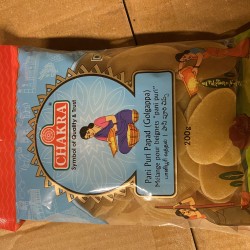 CHAKRA
Symbol of Quality & Trust
Pani Puri Papad (Golgappa)
Mélange pour beignets "pani puri"
200g